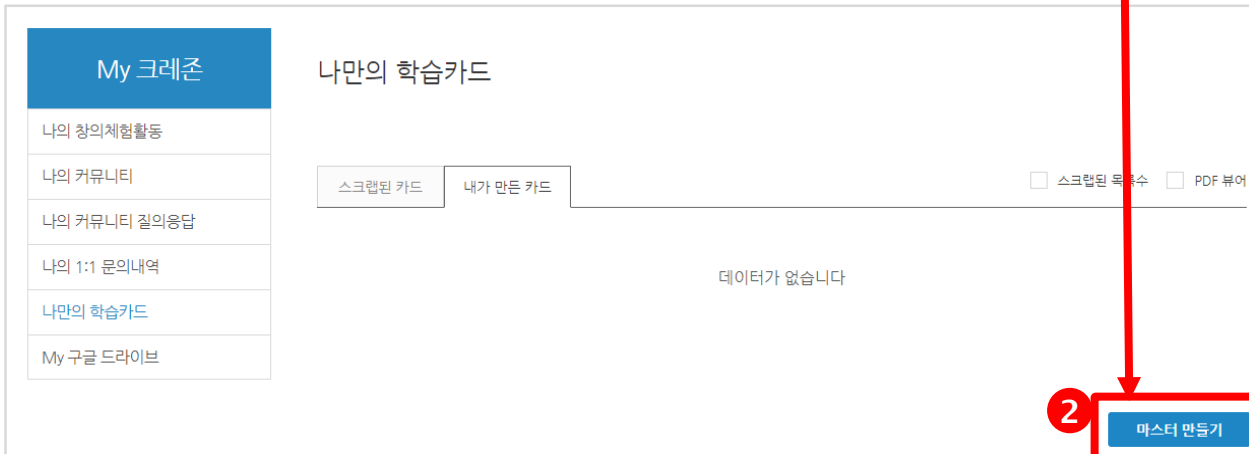 My 크레존
나만의 학습카드
나의 창의체험활동
나의 커뮤니티
나의 커뮤니티 질의응답
나의 1:1 문의내역
나만의 학습카드
My 구글 드라이브
스크랩된 카드 내가 만든 카드
스크랩된 목록수 PDF 뷰어
데이터가 없습니다
2
마스터 만들기